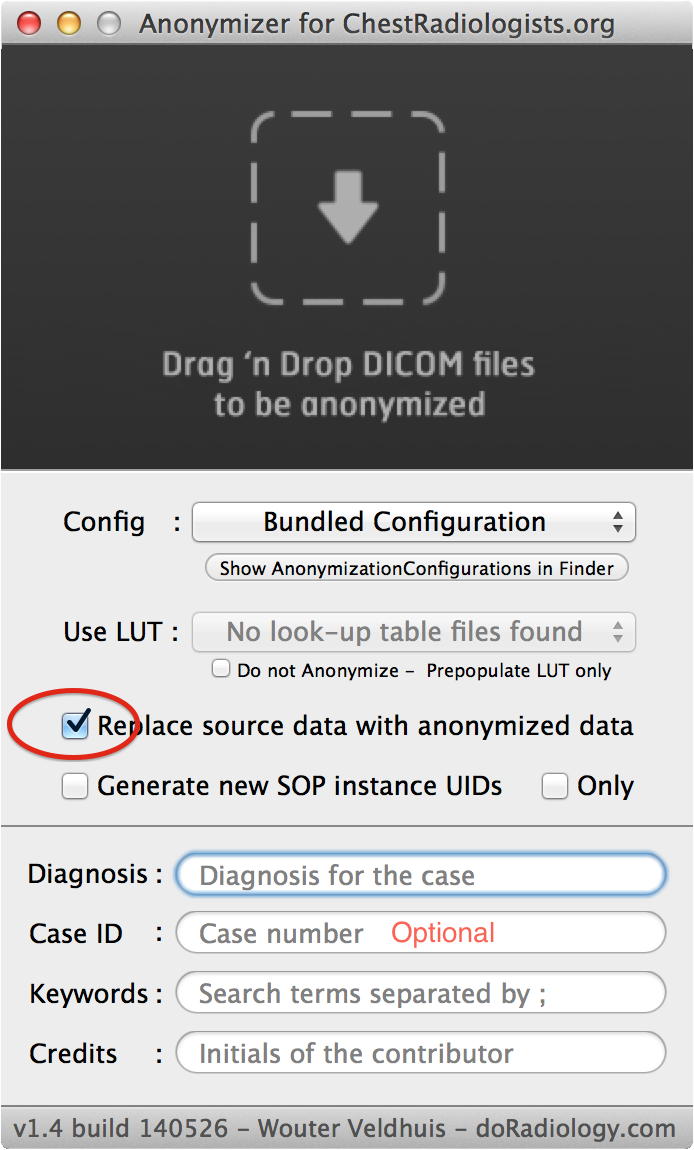 Anonymizer for ChestRadiologists.org
Drag ‘n Drop DICOM files
to be anonymized
Config : Bundled Configuration
Show AnonymizationConfigurations in Finder
Use LUT : No look-up table files found
Do not Anonymize – Prepopulate LUT only
Replace source data with anonymized data
Generate new SOP instance UIDs Only
Diagnosis : Diagnosis for the case
Case ID : Case number Optional
Keywords : Search terms separated by ;
Credits : Initials of the contributor
v1.4 build 140526 – Wouter Veldhuis – doRadiology.com